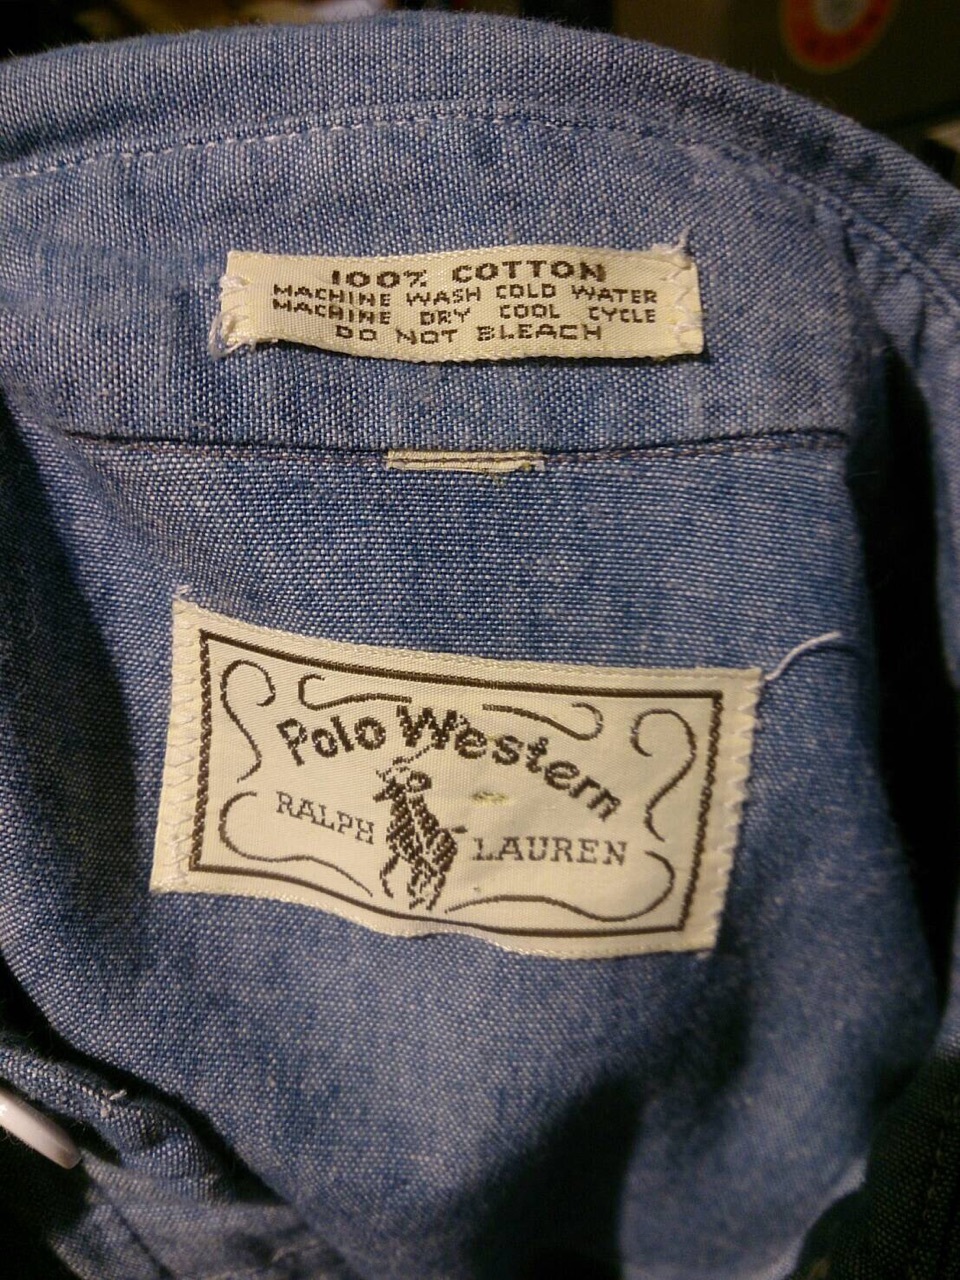 100% COTTON
MACHINE WASH COLD WATER
MACHINE DRY COOL CYCLE
DO NOT BLEACH
Polo Western
RALPH LAUREN